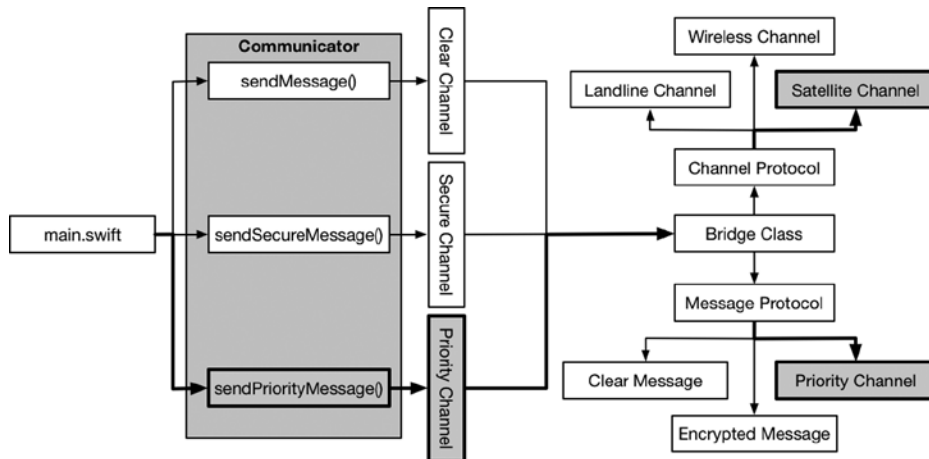 Communicator
sendMessage()
sendSecureMessage()
sendPriorityMessage()
main.swift
Clear Channel
Secure Channel
Priority Channel
Wireless Channel
Landline Channel
Satellite Channel
Channel Protocol
Bridge Class
Message Protocol
Clear Message
Priority Channel
Encrypted Message